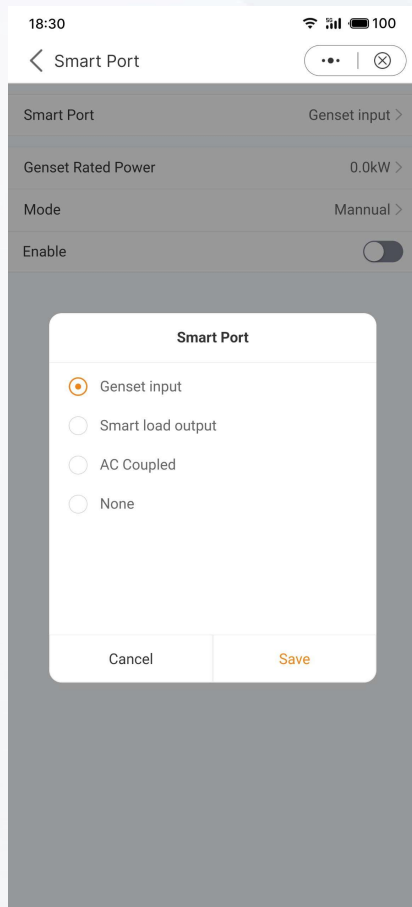 18:30
5G
100
Smart Port
Smart Port Genset input
Genset Rated Power 0.0kW
Mode Mannual
Enable
Smart Port
Genset input
Smart load output
AC Coupled
None
Cancel Save